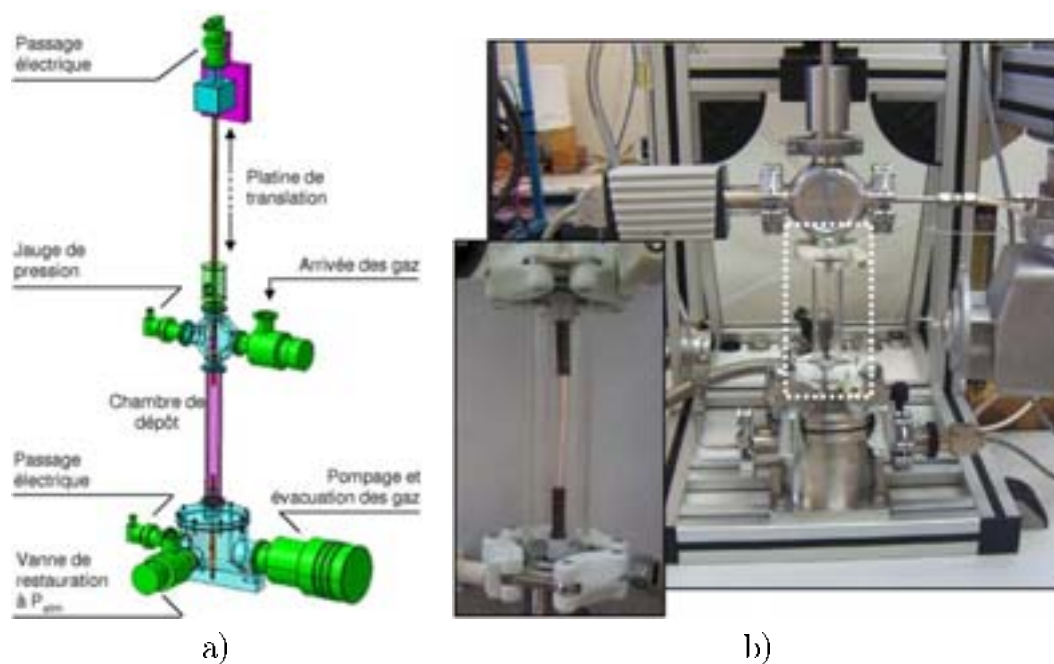 Passage
électrique
Platine de
translation
Jauge de
pression
Arrivée des gaz
Chambre de
dépôt
Passage
électrique
Pompage et
évacuation des gaz
Vanne de
restauration
à P_atm
a)
b)